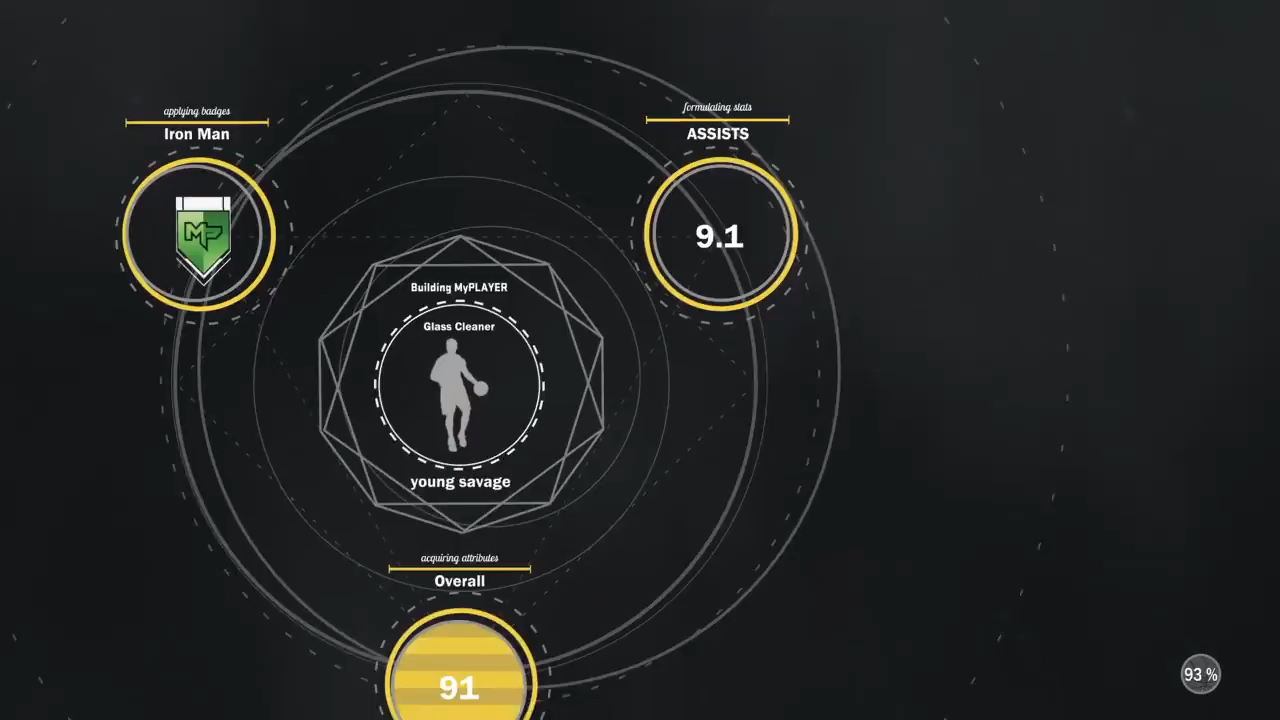 applying badges
Iron Man
MP
formulating stats
ASSISTS
9.1
Building MyPLAYER
Glass Cleaner
young savage
acquiring attributes
Overall
91
93 %